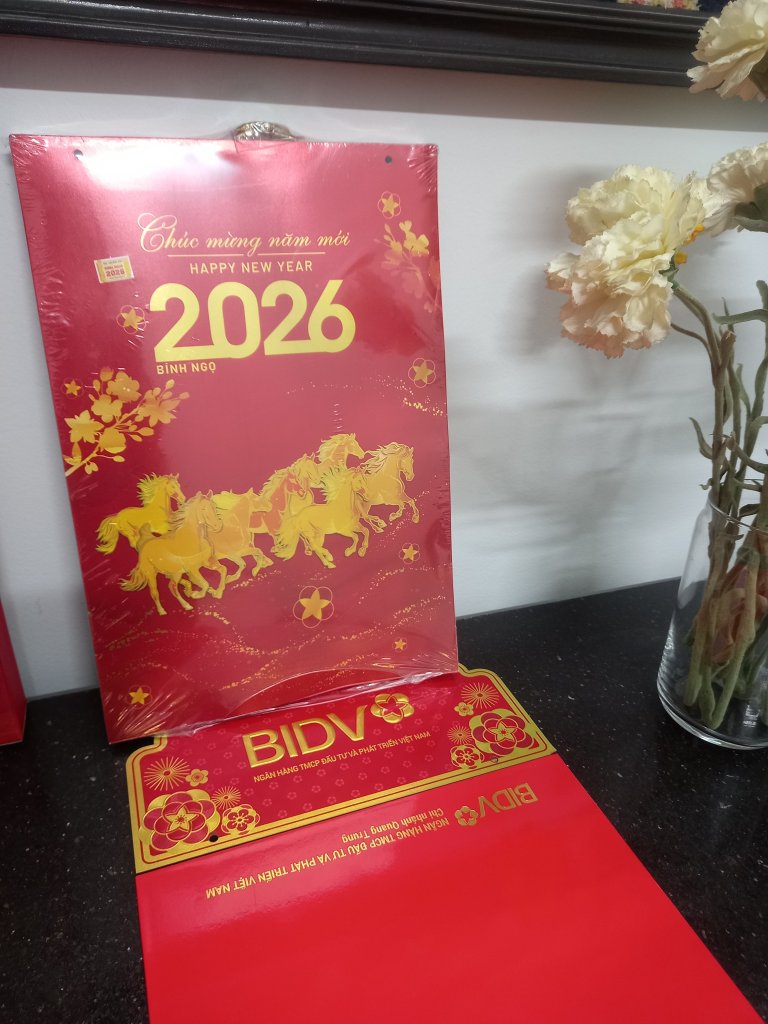 Chúc mừng năm mới
HAPPY NEW YEAR
2026
BÍNH NGỌ
2026
BIDV
NGÂN HÀNG TMCP ĐẦU TƯ VÀ PHÁT TRIỂN VIỆT NAM
BIDV
NGÂN HÀNG TMCP ĐẦU TƯ VÀ PHÁT TRIỂN VIỆT NAM
Chi nhánh Quang Trung